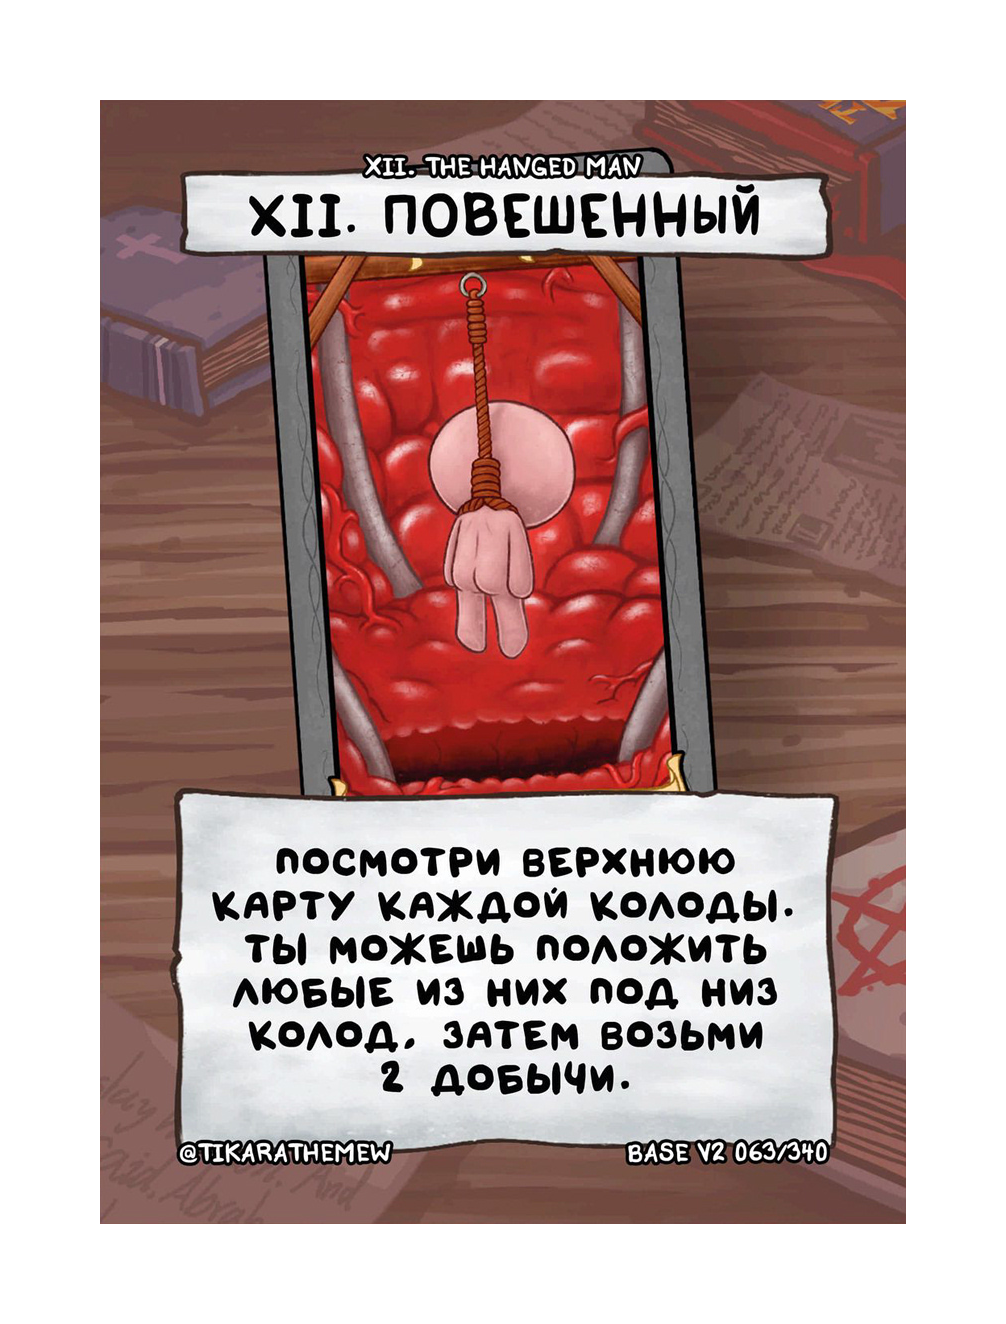 XII. THE HANGED MAN
XII. ПОВЕШЕННЫЙ
ПОСМОТРИ ВЕРХНЮЮ
КАРТУ КАЖДОЙ КОЛОДЫ.
ТЫ МОЖЕШЬ ПОЛОЖИТЬ
ЛЮБЫЕ ИЗ НИХ ПОД НИЗ
КОЛОД. ЗАТЕМ ВОЗЬМИ
2 ДОБЫЧИ.
@TIKARATHEMEW
BASE V2 063/340